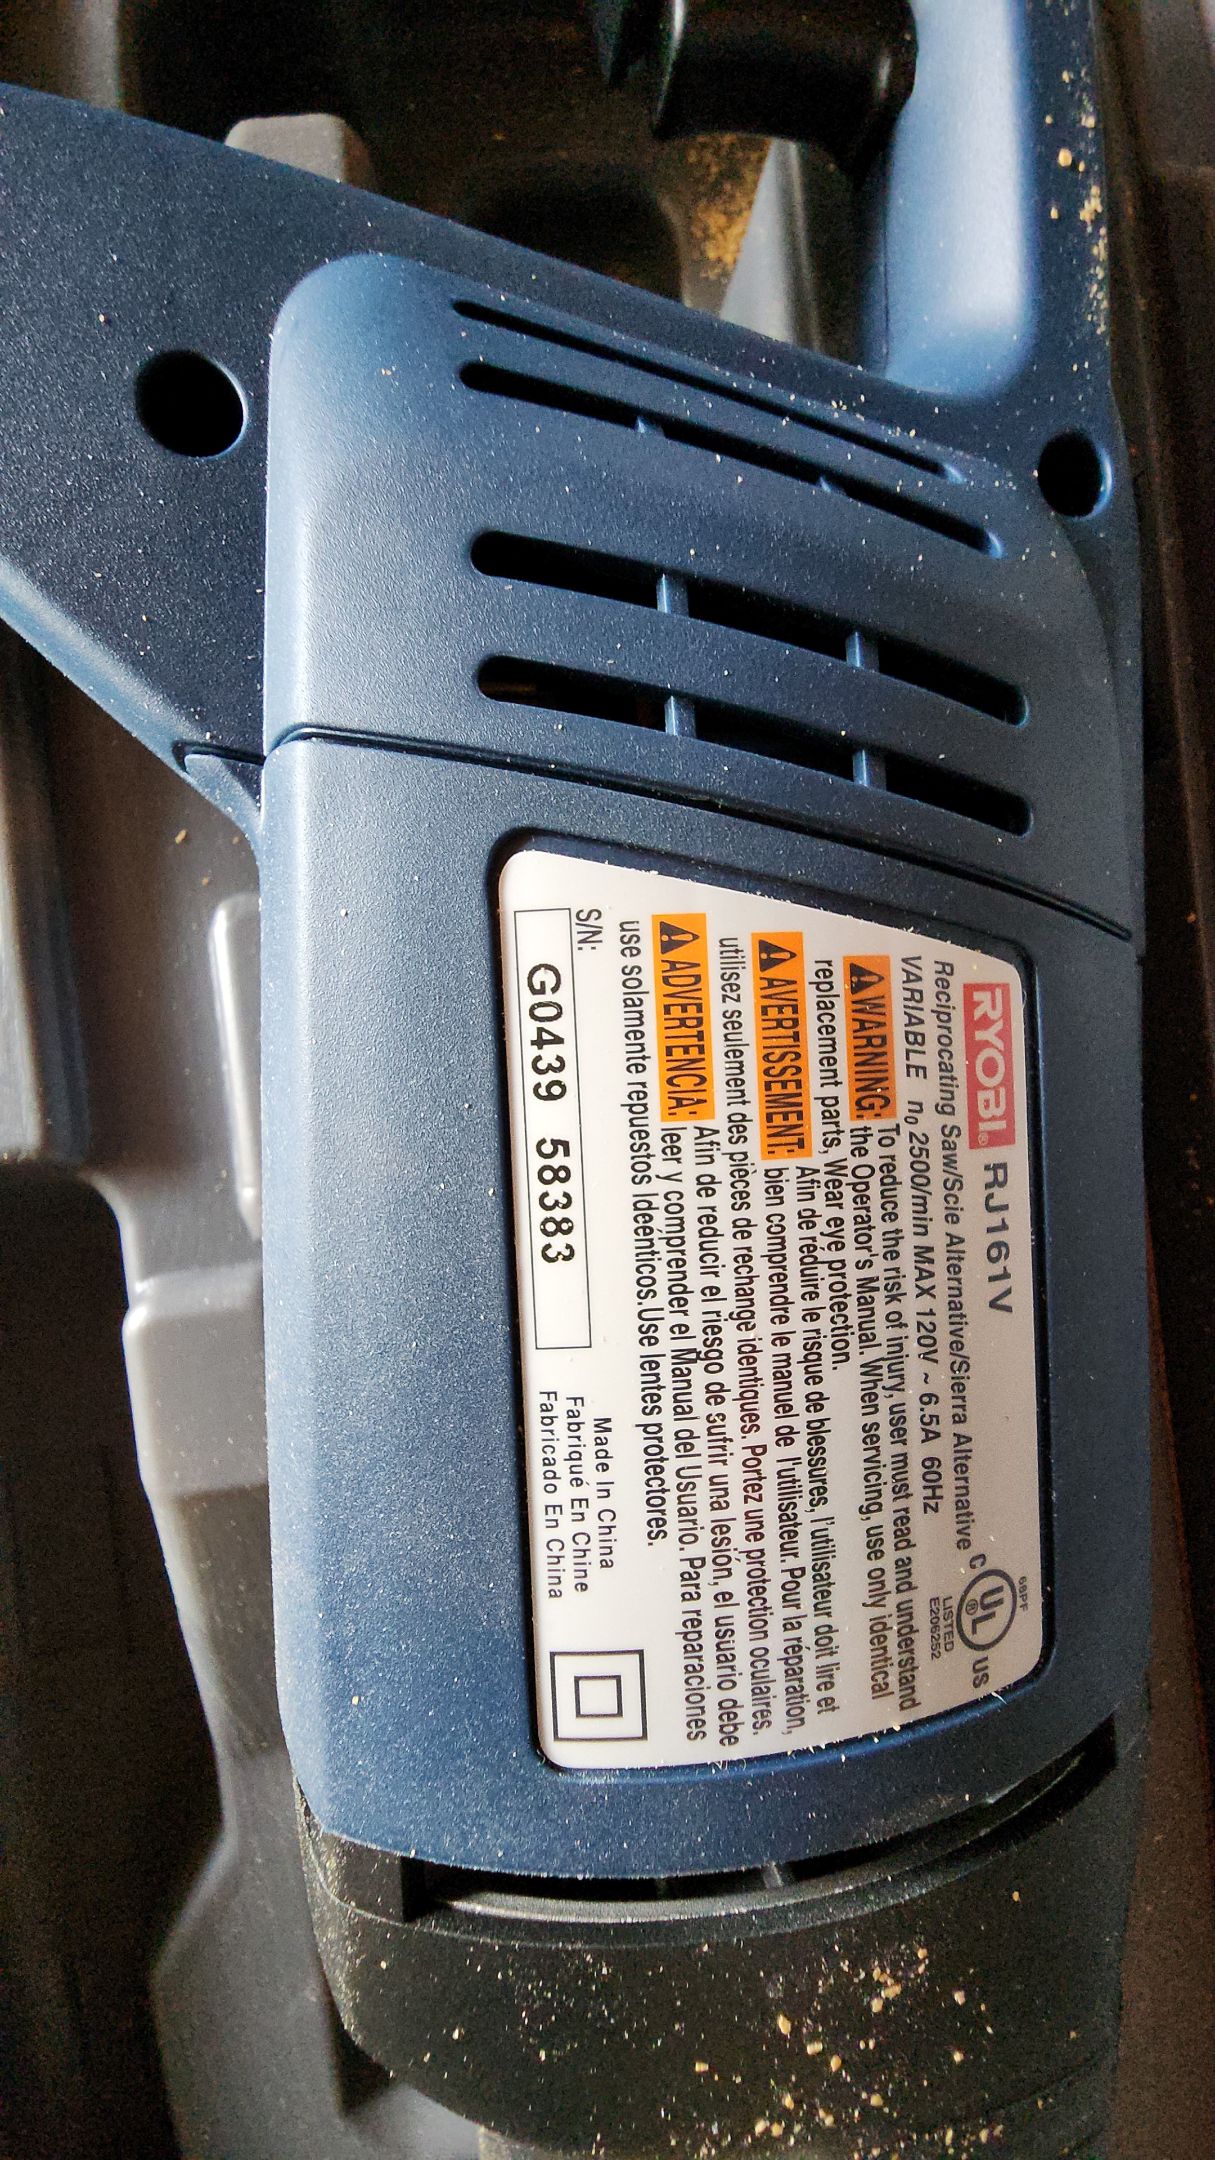 RYOBI® RJ161V
Reciprocating Saw/Scie Alternative/Sierra Alternative
VARIABLE n0 2500/min MAX 120V ~ 6.5A 60Hz
68PF
C UL® US
LISTED
E206252
WARNING: To reduce the risk of injury, user must read and understand
the Operator's Manual. When servicing, use only identical
replacement parts, Wear eye protection.
AVERTISSEMENT: Afin de réduire le risque de blessures, l'utilisateur doit lire et
bien comprendre le manuel de l'utilisateur. Pour la réparation,
utilisez seulement des pièces de rechange identiques. Portez une protection oculaires.
ADVERTENCIA: Afin de reducir el riesgo de sufrir una lesión, el usuario debe
leer y comprender el Manual del Usuario. Para reparaciones
use solamente repuestos Ideénticos. Use lentes protectores.
S/N:
G0439 58383
Made In China
Fabriqué En Chine
Fabricado En China